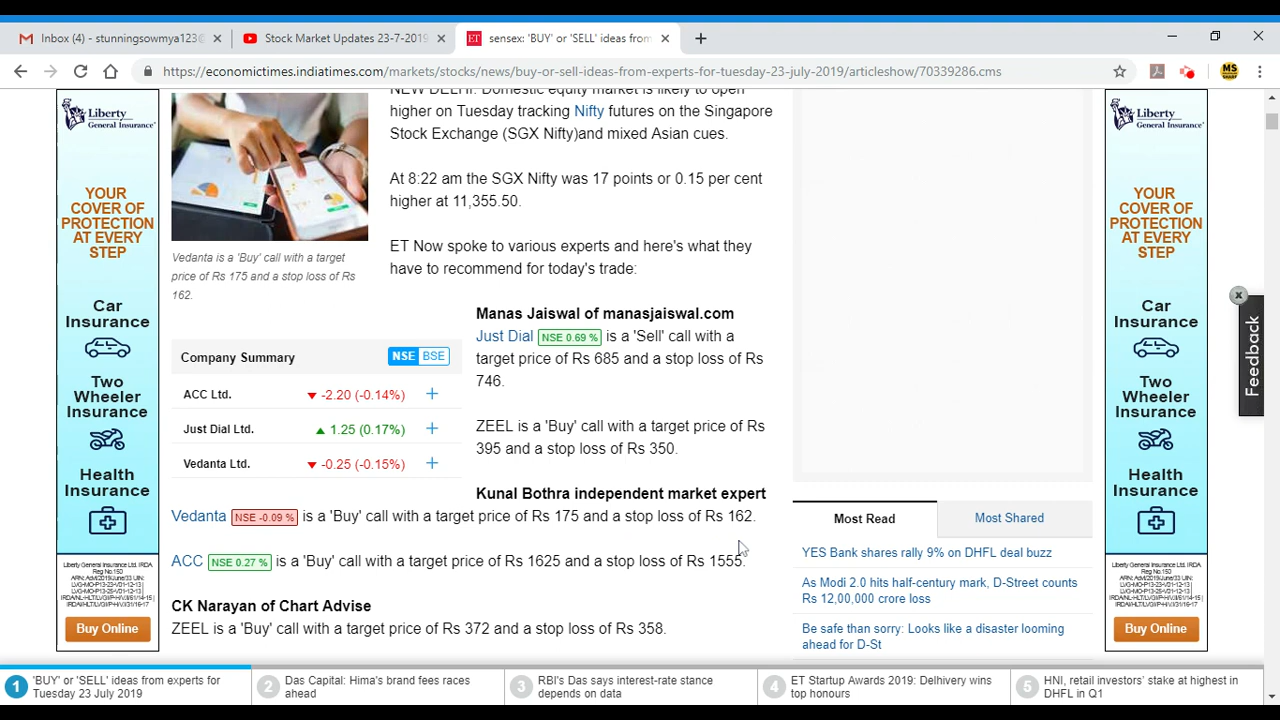 Inbox (4) - stunningsowmya123@
Stock Market Updates 23-7-2019
sensex: 'BUY' or 'SELL' ideas from
https://economictimes.indiatimes.com/markets/stocks/news/buy-or-sell-ideas-from-experts-for-tuesday-23-july-2019/articleshow/70339286.cms
Liberty
General Insurance
YOUR
COVER OF
PROTECTION
AT EVERY
STEP
Car
Insurance
Two
Wheeler
Insurance
Health
Insurance
Buy Online
NEW DELHI: Domestic equity market is likely to open
higher on Tuesday tracking Nifty futures on the Singapore
Stock Exchange (SGX Nifty)and mixed Asian cues.
At 8:22 am the SGX Nifty was 17 points or 0.15 per cent
higher at 11,355.50.
ET Now spoke to various experts and here's what they
have to recommend for today's trade:
Vedanta is a 'Buy' call with a target
price of Rs 175 and a stop loss of Rs
162.
Company Summary NSE BSE
ACC Ltd. -2.20 (-0.14%) +
Just Dial Ltd. 1.25 (0.17%) +
Vedanta Ltd. -0.25 (-0.15%) +
Manas Jaiswal of manasjaiswal.com
Just Dial NSE 0.69 % is a 'Sell' call with a
target price of Rs 685 and a stop loss of Rs
746.
ZEEL is a 'Buy' call with a target price of Rs
395 and a stop loss of Rs 350.
Kunal Bothra independent market expert
Vedanta NSE -0.09 % is a 'Buy' call with a target price of Rs 175 and a stop loss of Rs 162.
ACC NSE 0.27 % is a 'Buy' call with a target price of Rs 1625 and a stop loss of Rs 1555.
CK Narayan of Chart Advise
ZEEL is a 'Buy' call with a target price of Rs 372 and a stop loss of Rs 358.
Most Read Most Shared
YES Bank shares rally 9% on DHFL deal buzz
As Modi 2.0 hits half-century mark, D-Street counts
Rs 12,00,000 crore loss
Be safe than sorry: Looks like a disaster looming
ahead for D-St
Liberty
General Insurance
YOUR
COVER OF
PROTECTION
AT EVERY
STEP
Car
Insurance
Two
Wheeler
Insurance
Health
Insurance
Buy Online
Feedback
1 'BUY' or 'SELL' ideas from experts for
Tuesday 23 July 2019
2 Das Capital: Hima's brand fees races
ahead
3 RBI's Das says interest-rate stance
depends on data
4 ET Startup Awards 2019: Delhivery wins
top honours
5 HNI, retail investors' stake at highest in
DHFL in Q1